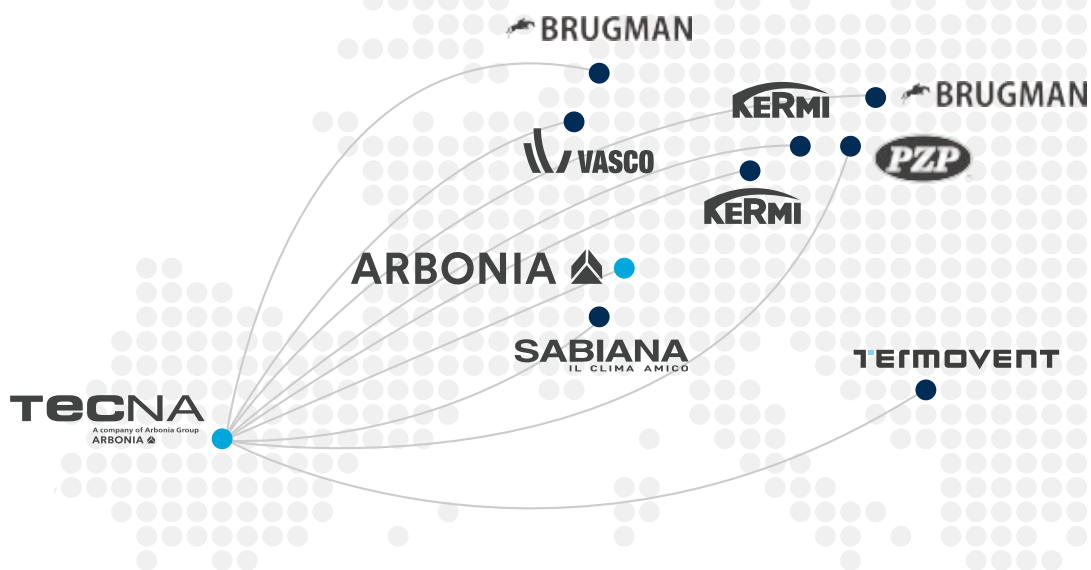 BRUGMAN
KERMI
BRUGMAN
VASCO
PZP
KERMI
ARBONIA
SABIANA
IL CLIMA AMICO
TERMOVENT
TECNA
A company of Arbonia Group
ARBONIA